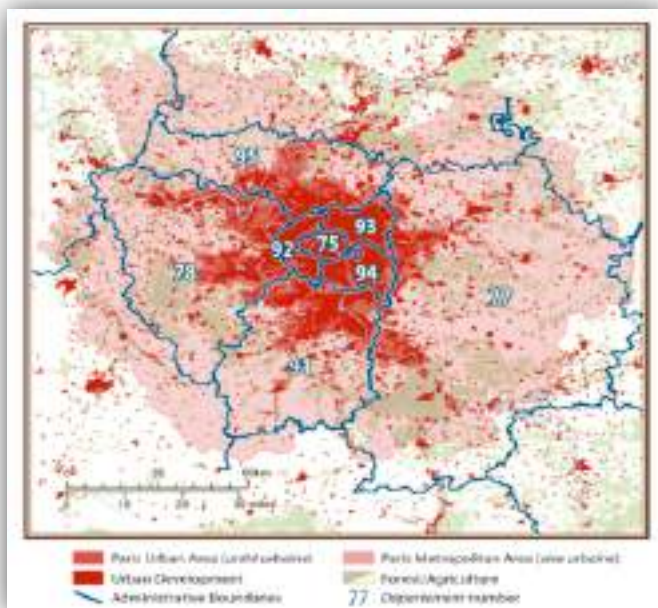 95
93
92 75
78 94
77
91
Paris Urban Area (unité urbaine)
Urban Development
Administrative Boundaries
Paris Metropolitan Area (aire urbaine)
Forest/Agriculture
77 Département number